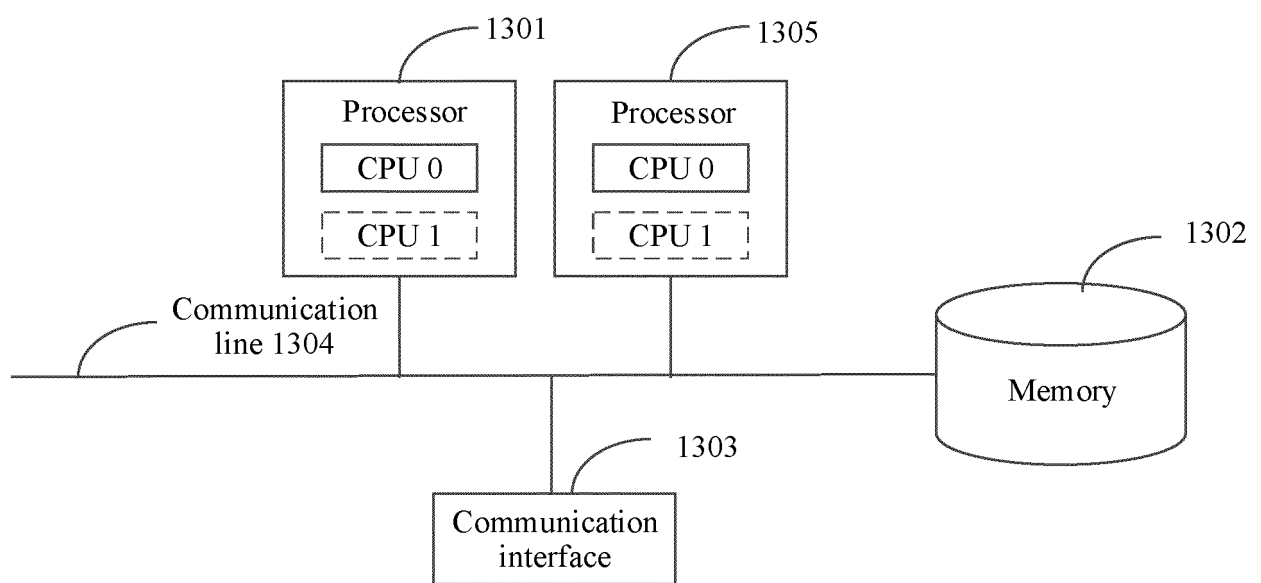 1301
1305
Processor
CPU 0
CPU 1
Processor
CPU 0
CPU 1
1302
Communication
line 1304
Memory
1303
Communication
interface